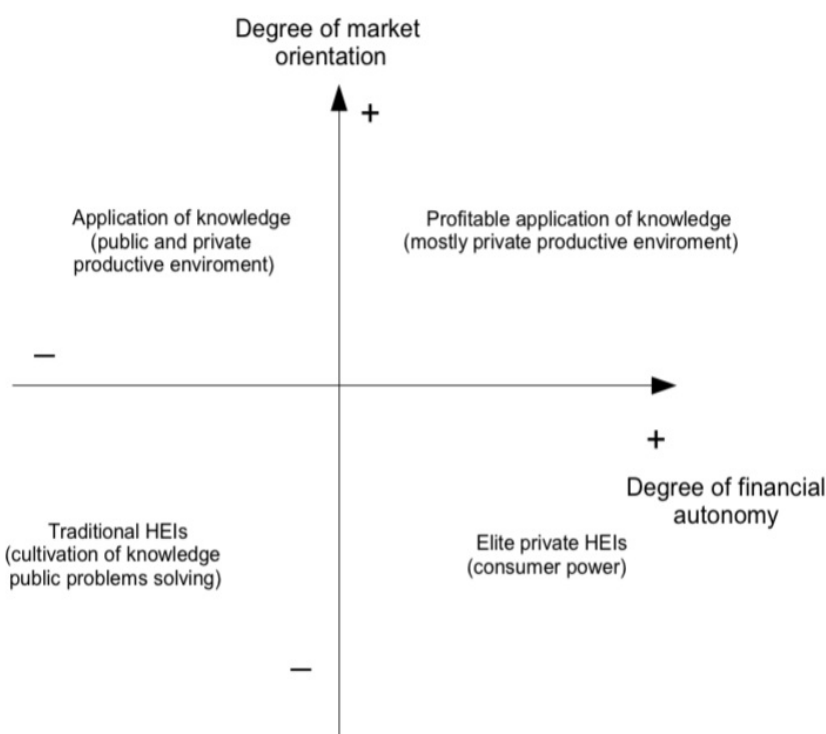 Degree of market
orientation
+
Application of knowledge
(public and private
productive enviroment)
Profitable application of knowledge
(mostly private productive enviroment)
−
+
Degree of financial
autonomy
Traditional HEIs
(cultivation of knowledge
public problems solving)
Elite private HEIs
(consumer power)
−